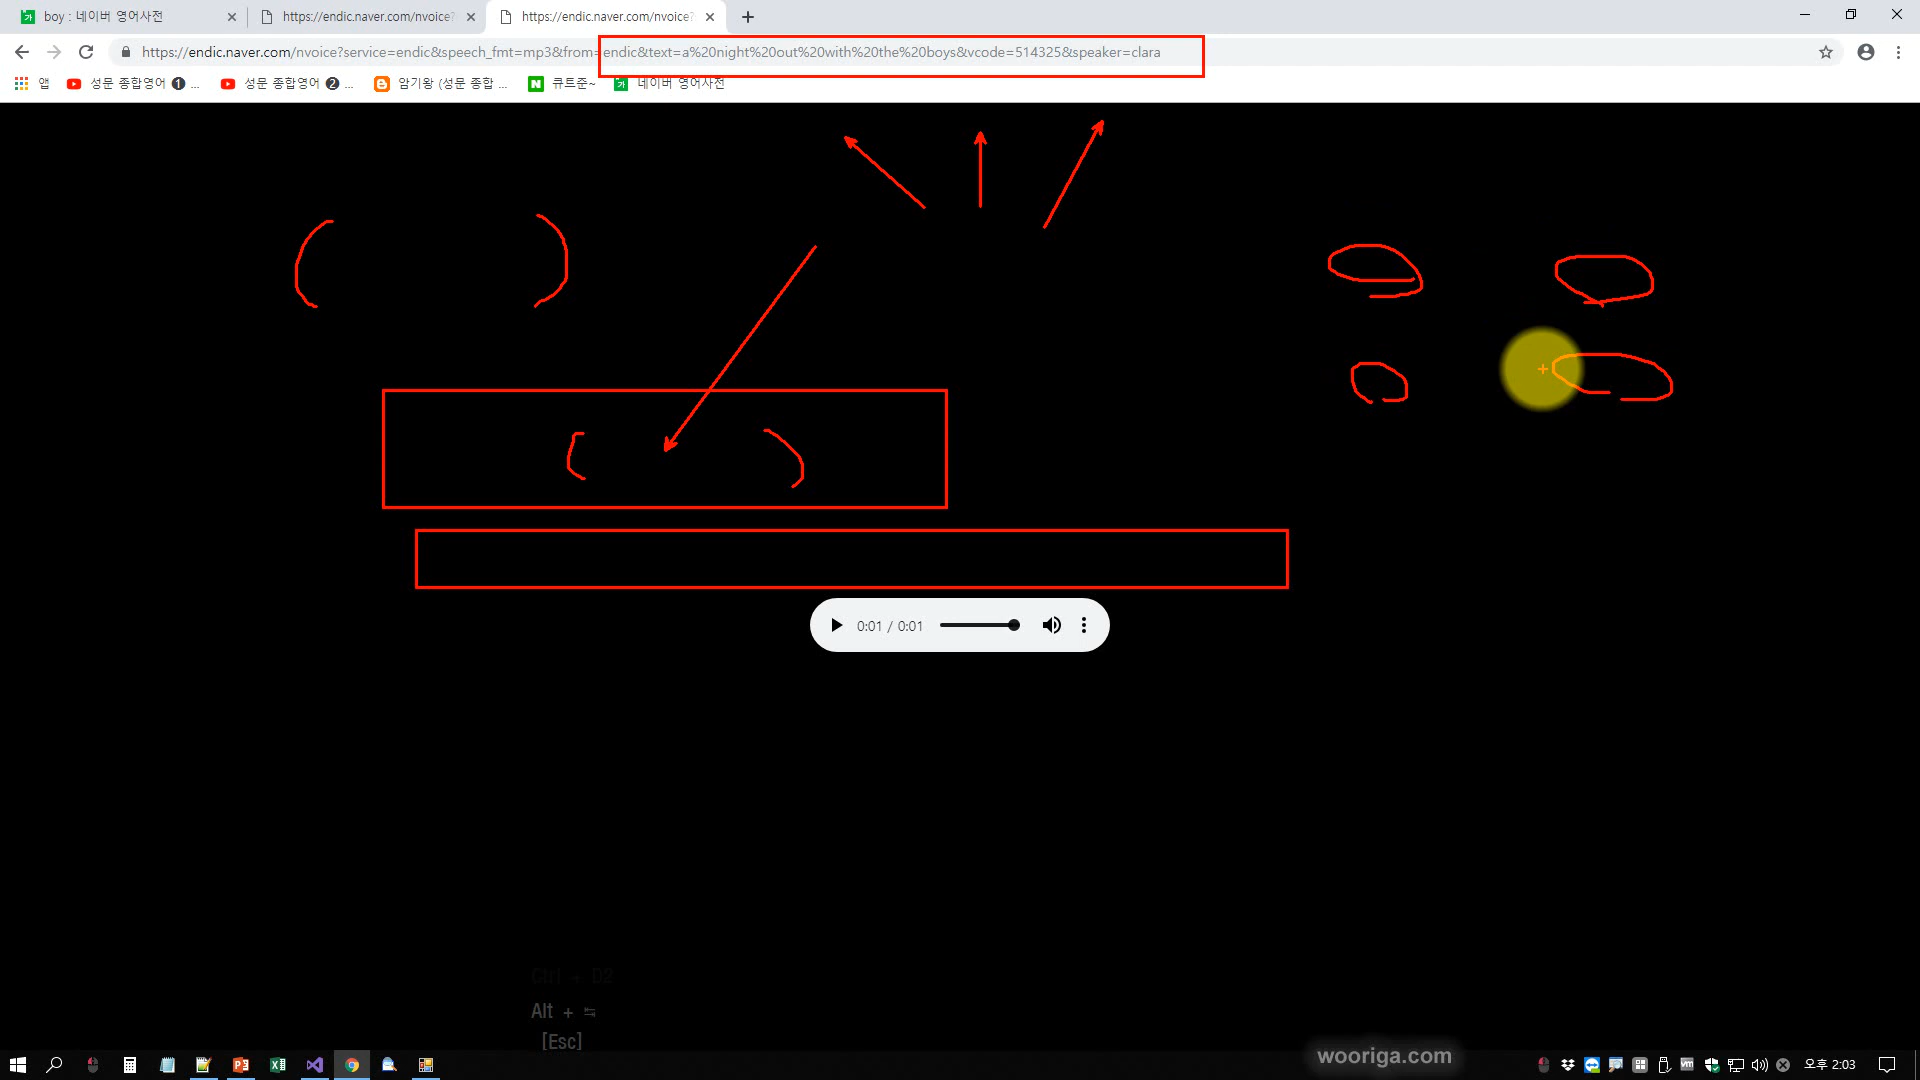 boy : 네이버 영어사전
https://endic.naver.com/nvoice?
https://endic.naver.com/nvoice?
https://endic.naver.com/nvoice?service=endic&speech_fmt=mp3&from=endic&text=a%20night%20out%20with%20the%20boys&vcode=514325&speaker=clara
앱
성문 종합영어 ❶ ...
성문 종합영어 ❷ ...
암기왕 (성문 종합 ...
큐트준~
네이버 영어사전
0:01 / 0:01
Ctrl + D2
Alt + ↹
[Esc]
wooriga.com
오후 2:03